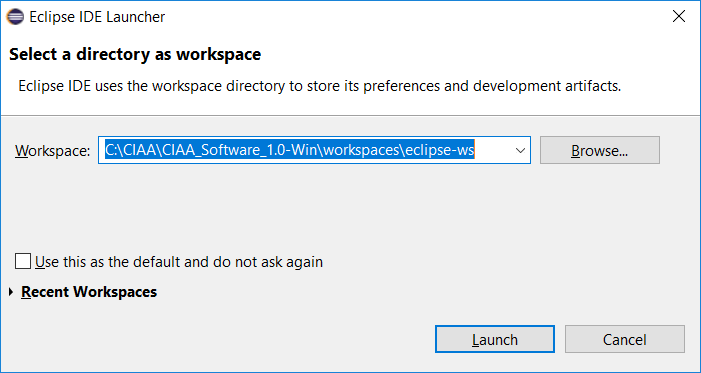 Eclipse IDE Launcher
Select a directory as workspace
Eclipse IDE uses the workspace directory to store its preferences and development artifacts.
Workspace: C:\CIAA\CIAA_Software_1.0-Win\workspaces\eclipse-ws Browse...
Use this as the default and do not ask again
Recent Workspaces
Launch Cancel